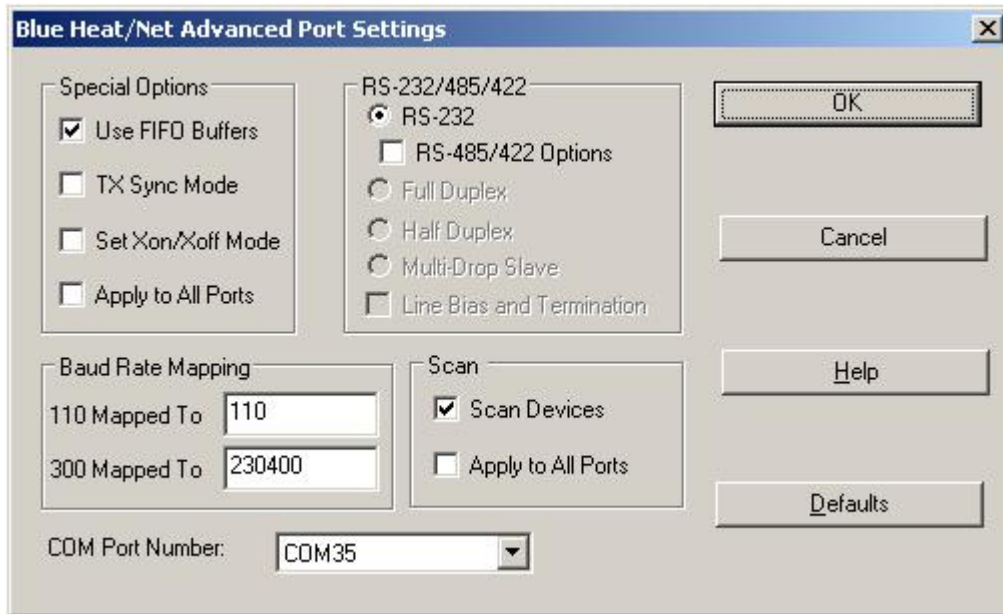 Blue Heat/Net Advanced Port Settings
Special Options
Use FIFO Buffers
TX Sync Mode
Set Xon/Xoff Mode
Apply to All Ports
RS-232/485/422
RS-232
RS-485/422 Options
Full Duplex
Half Duplex
Multi-Drop Slave
Line Bias and Termination
OK
Cancel
Help
Defaults
Baud Rate Mapping
110 Mapped To 110
300 Mapped To 230400
Scan
Scan Devices
Apply to All Ports
COM Port Number: COM35